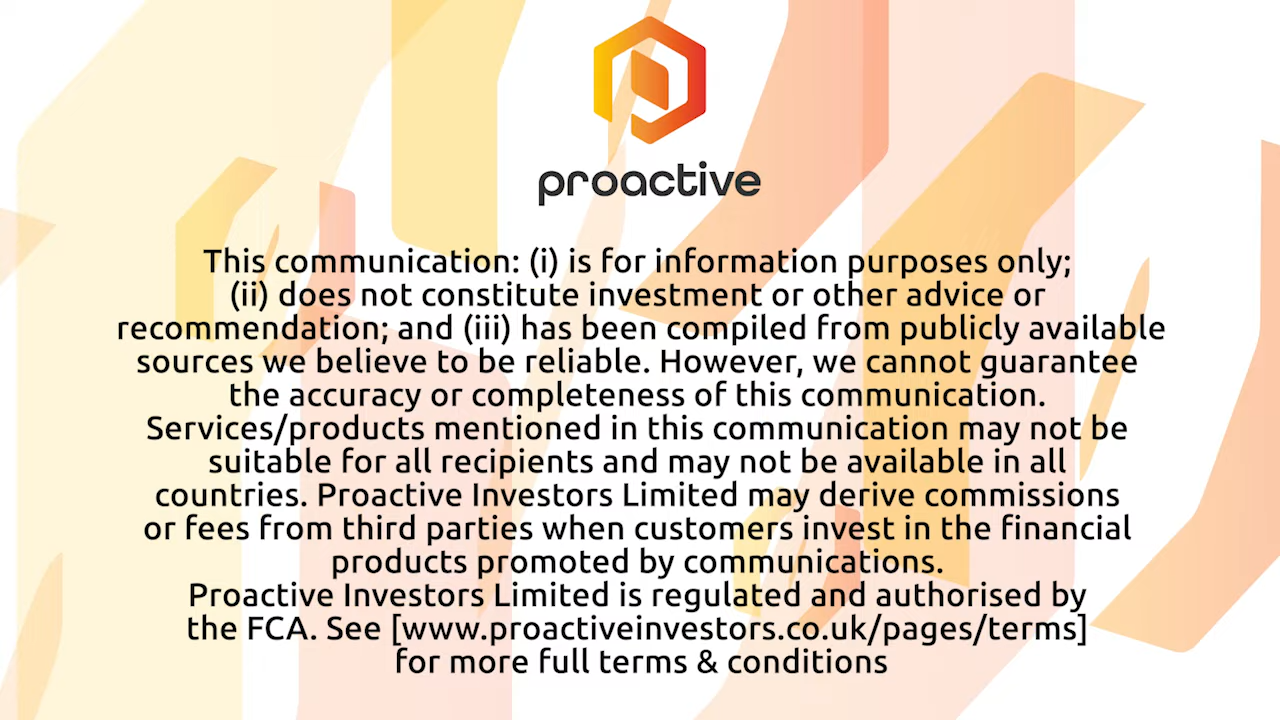 proactive
This communication: (i) is for information purposes only;
(ii) does not constitute investment or other advice or
recommendation; and (iii) has been compiled from publicly available
sources we believe to be reliable. However, we cannot guarantee
the accuracy or completeness of this communication.
Services/products mentioned in this communication may not be
suitable for all recipients and may not be available in all
countries. Proactive Investors Limited may derive commissions
or fees from third parties when customers invest in the financial
products promoted by communications.
Proactive Investors Limited is regulated and authorised by
the FCA. See [www.proactiveinvestors.co.uk/pages/terms]
for more full terms & conditions